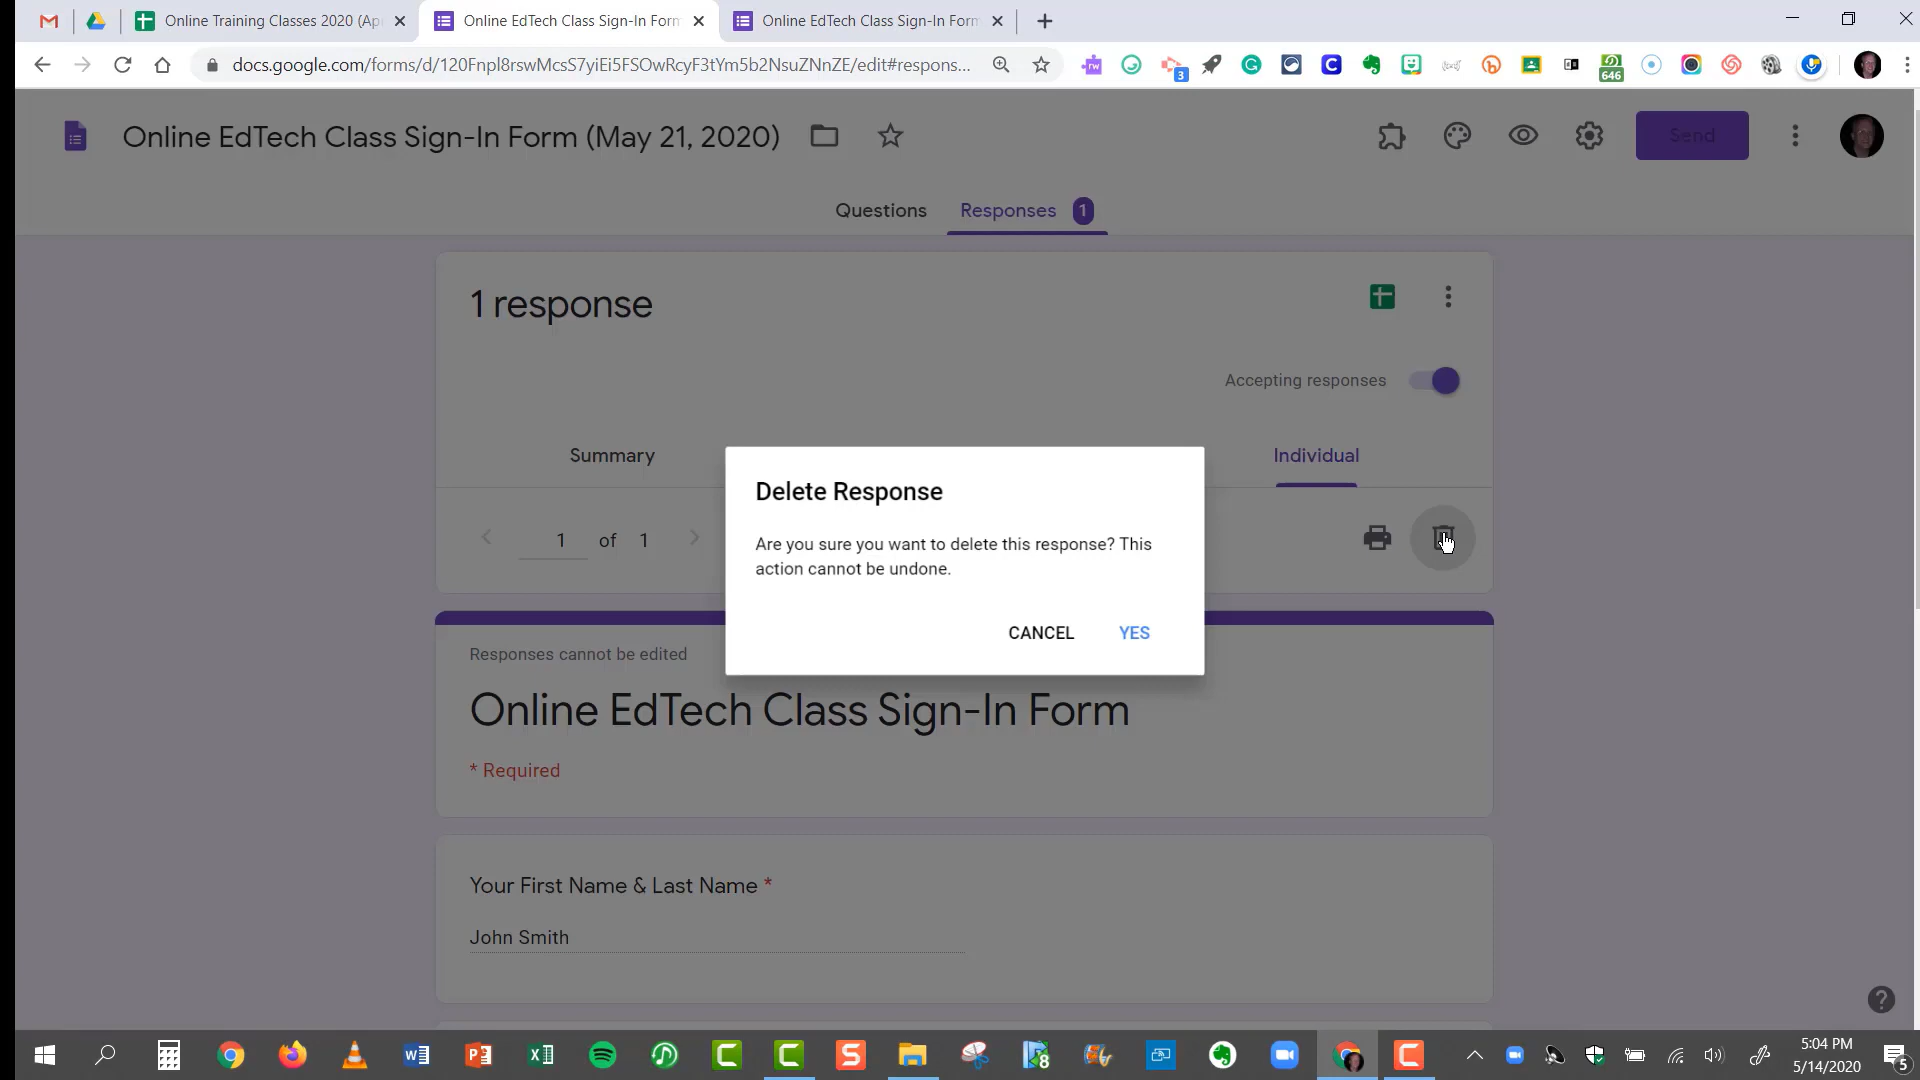 Online Training Classes 2020 (Ap
Online EdTech Class Sign-In Form
Online EdTech Class Sign-In Form
docs.google.com/forms/d/120Fnpl8rswMcsS7yiEi5FSOwRcyF3tYm5b2NsuZNnZE/edit#respons...
3
646
Online EdTech Class Sign-In Form (May 21, 2020)
Send
Questions
Responses 1
1 response
Accepting responses
Summary
Individual
1 of 1
Delete Response
Are you sure you want to delete this response? This
action cannot be undone.
CANCEL YES
Responses cannot be edited
Online EdTech Class Sign-In Form
* Required
Your First Name & Last Name *
John Smith
5:04 PM
5/14/2020
5